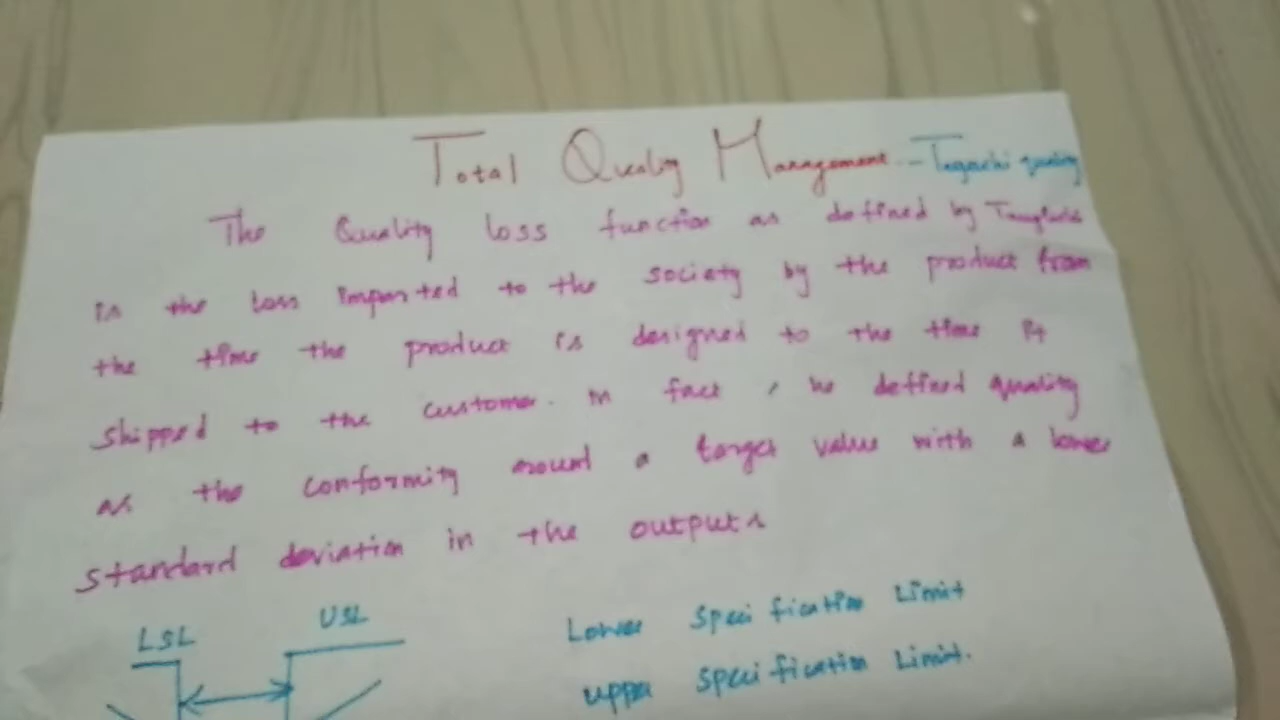 Total Quality Management - Taguchi quality
The Quality loss function as defined by
is the loss imparted to the society by the product from
the time the product is designed to the time it
shipped to the customer. In fact, he defined quality
as the conformity around a target value with a lower
standard deviation in the outputs
LSL USL
Lower Specification Limit
Upper Specification Limit.